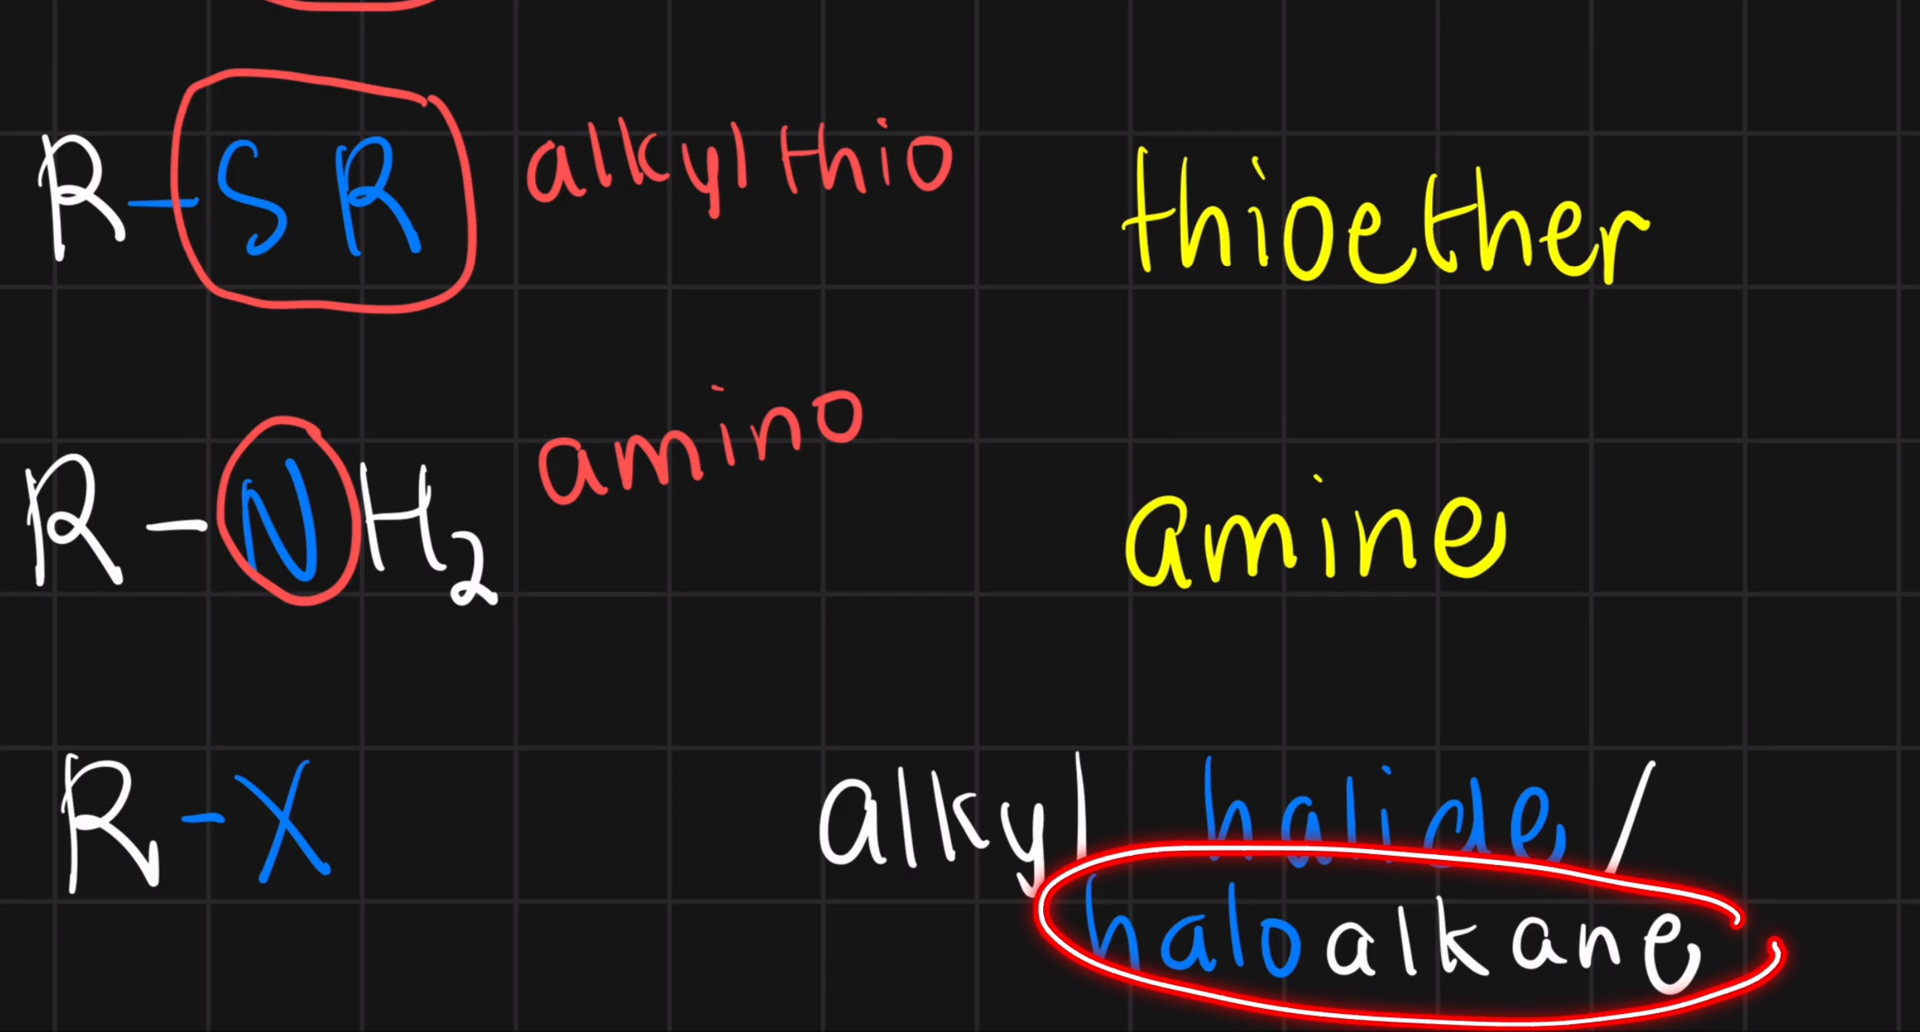 R-SR alkylthio thioether
R-NH₂ amino amine
R-X alkyl halide/
haloalkane